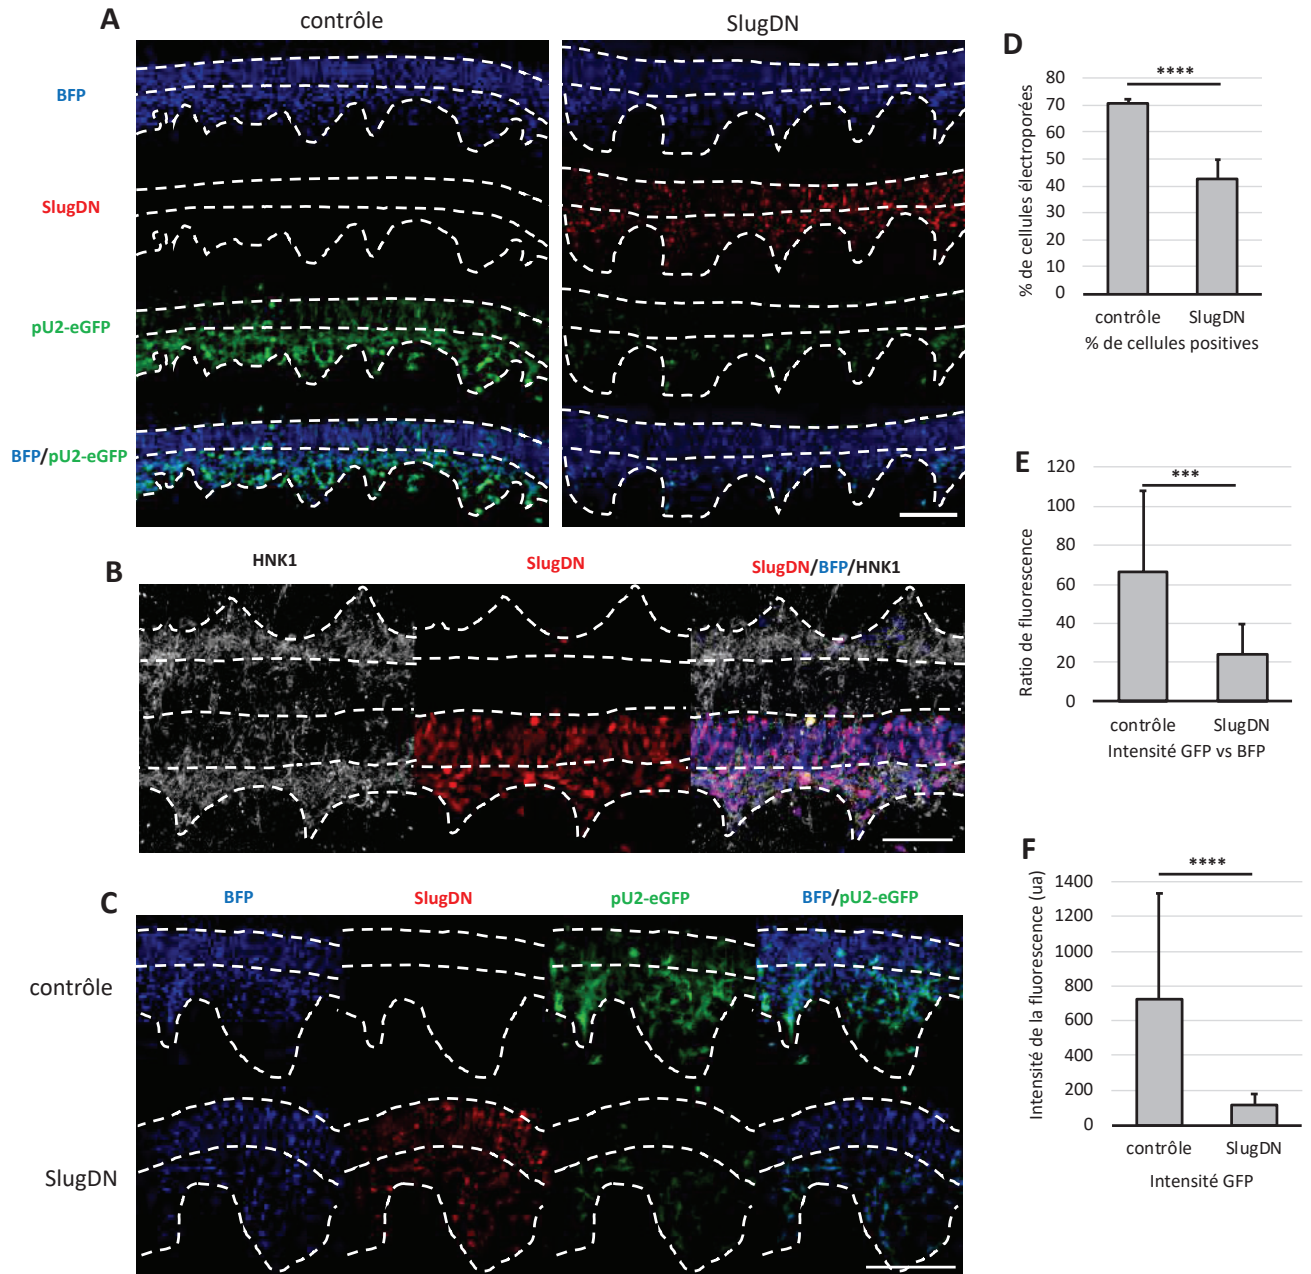 A
contrôle
SlugDN
BFP
SlugDN
pU2-eGFP
BFP/pU2-eGFP
B
HNK1
SlugDN
SlugDN/BFP/HNK1
C
BFP
SlugDN
pU2-eGFP
BFP/pU2-eGFP
contrôle
SlugDN
D
% de cellules électroporées
80
70
60
50
40
30
20
10
0
****
contrôle
SlugDN
% de cellules positives
E
Ratio de fluorescence
120
100
80
60
40
20
0
***
contrôle
SlugDN
Intensité GFP vs BFP
F
Intensité de la fluorescence (ua)
1400
1200
1000
800
600
400
200
0
****
contrôle
SlugDN
Intensité GFP